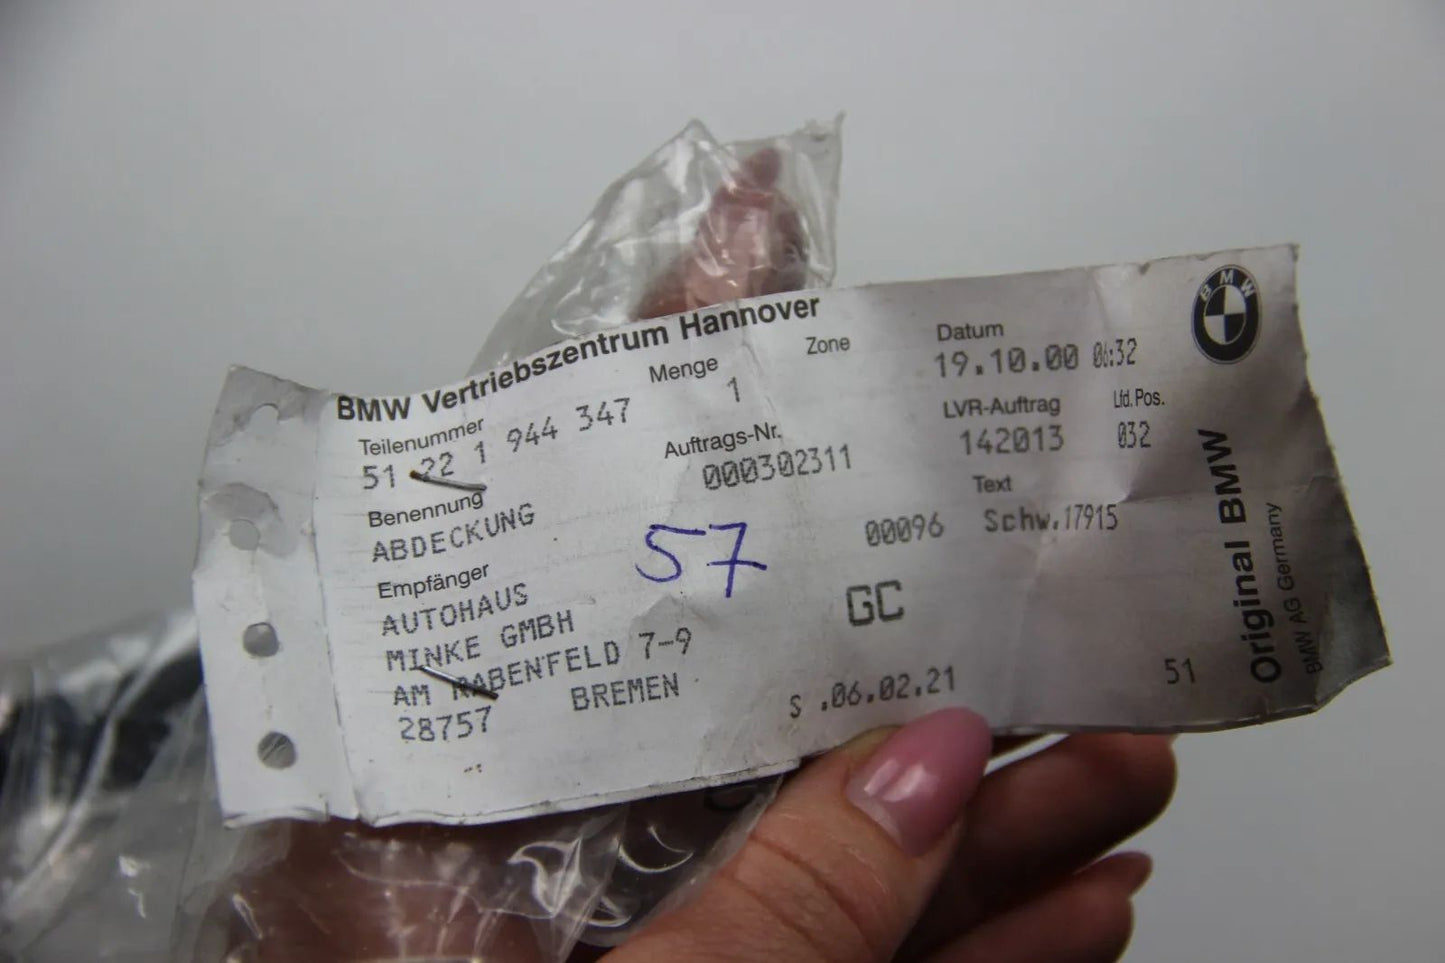 BMW Vertriebszentrum Hannover
Teilenummer Menge Zone Datum
51 22 1 944 347 1 19.10.00 06:32
Benennung Auftrags-Nr. LVR-Auftrag Lfd. Pos.
ABDECKUNG 000302311 142013 032
Text
00096 Schw.17915
57
Empfänger
AUTOHAUS
MINKE GMBH GC
AM RABENFELD 7-9
28757 BREMEN S .06.02.21 51
BMW
Original BMW
BMW AG Germany